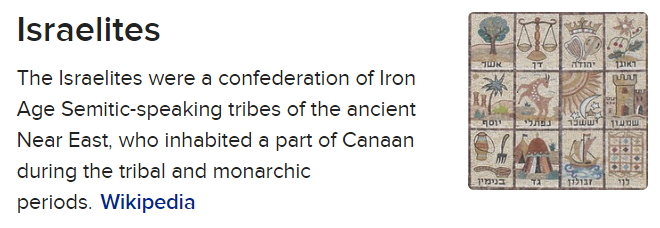 Israelites
The Israelites were a confederation of Iron
Age Semitic-speaking tribes of the ancient
Near East, who inhabited a part of Canaan
during the tribal and monarchic
periods. Wikipedia
ראובן יהודה דן אשר
שמעון יששכר נפתלי יוסף
לוי זבולון גד בנימין